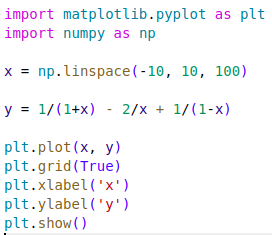 import matplotlib.pyplot as plt
import numpy as np
x = np.linspace(-10, 10, 100)
y = 1/(1+x) - 2/x + 1/(1-x)
plt.plot(x, y)
plt.grid(True)
plt.xlabel('x')
plt.ylabel('y')
plt.show()